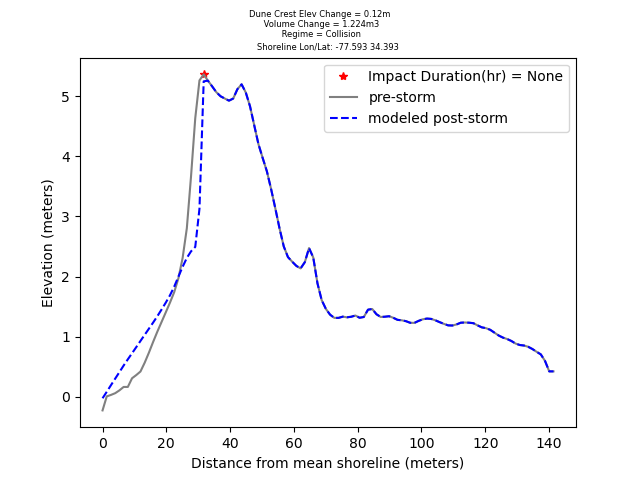 Dune Crest Elev Change = 0.12m
Volume Change = 1.224m3
Regime = Collision
Shoreline Lon/Lat: -77.593 34.393
Impact Duration(hr) = None
pre-storm
modeled post-storm
Elevation (meters)
5
4
3
2
1
0
0 20 40 60 80 100 120 140
Distance from mean shoreline (meters)